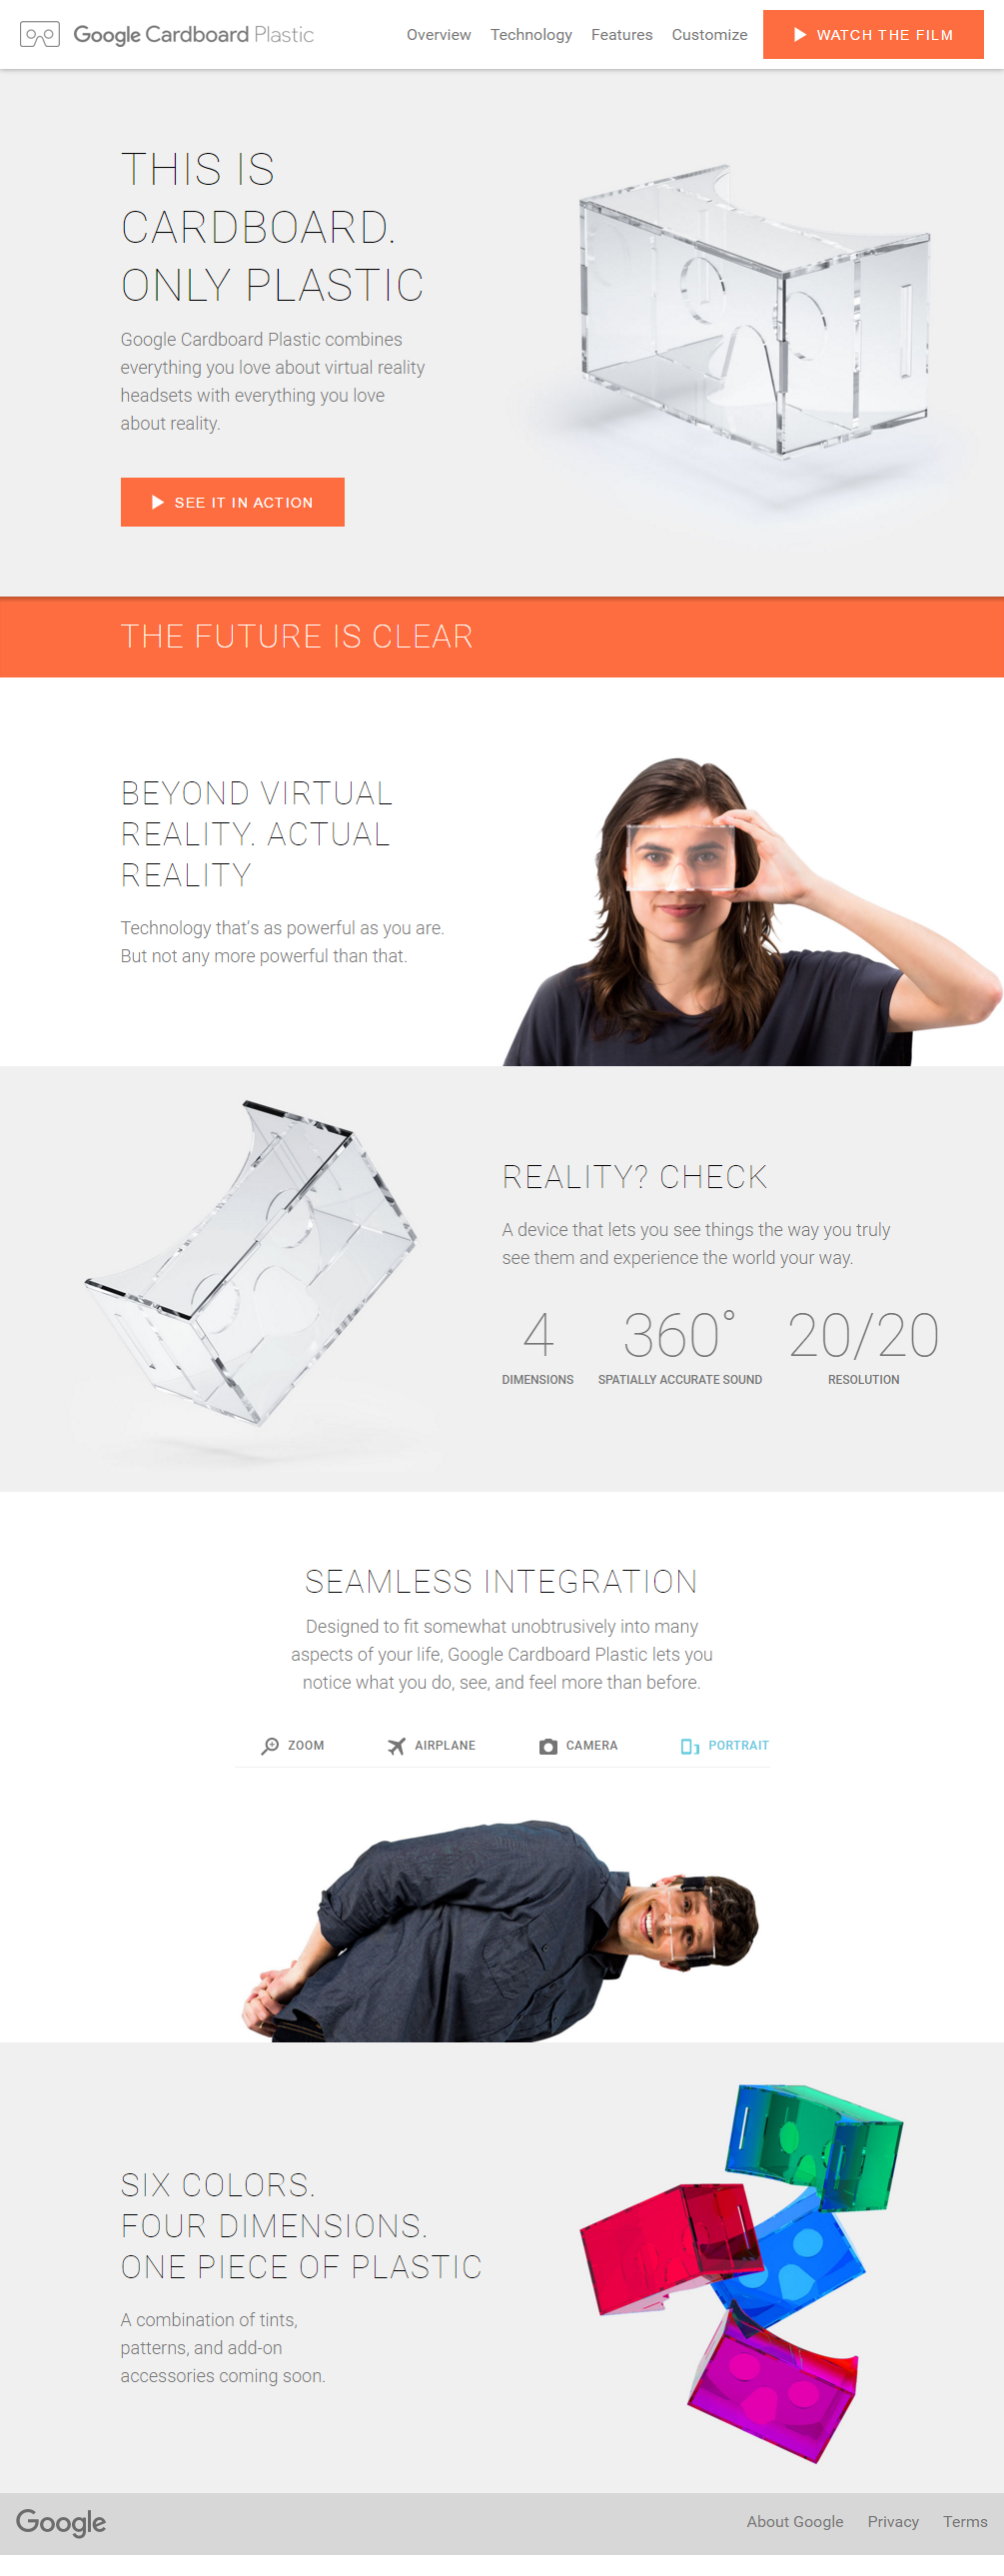 Google Cardboard Plastic
Overview Technology Features Customize WATCH THE FILM
THIS IS
CARDBOARD.
ONLY PLASTIC
Google Cardboard Plastic combines
everything you love about virtual reality
headsets with everything you love
about reality.
SEE IT IN ACTION
THE FUTURE IS CLEAR
BEYOND VIRTUAL
REALITY. ACTUAL
REALITY
Technology that's as powerful as you are.
But not any more powerful than that.
REALITY? CHECK
A device that lets you see things the way you truly
see them and experience the world your way.
4 360° 20/20
DIMENSIONS SPATIALLY ACCURATE SOUND RESOLUTION
SEAMLESS INTEGRATION
Designed to fit somewhat unobtrusively into many
aspects of your life, Google Cardboard Plastic lets you
notice what you do, see, and feel more than before.
ZOOM AIRPLANE CAMERA PORTRAIT
SIX COLORS.
FOUR DIMENSIONS.
ONE PIECE OF PLASTIC
A combination of tints,
patterns, and add-on
accessories coming soon.
Google About Google Privacy Terms